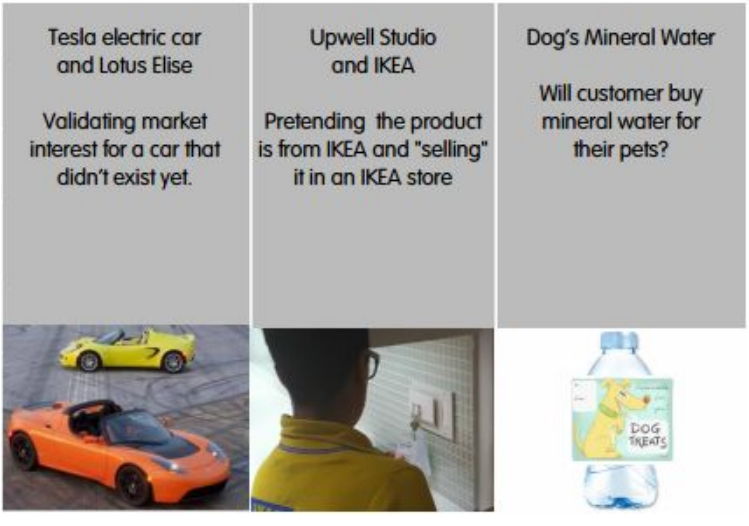 Tesla electric car
and Lotus Elise
Validating market
interest for a car that
didn't exist yet.
Upwell Studio
and IKEA
Pretending the product
is from IKEA and "selling"
it in an IKEA store
Dog's Mineral Water
Will customer buy
mineral water for
their pets?
DOG
TREATS